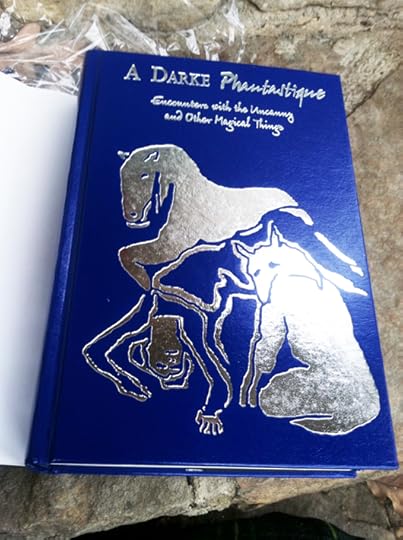 A DARKE Phantastique
Encounters with the Uncanny
and Other Magical Things